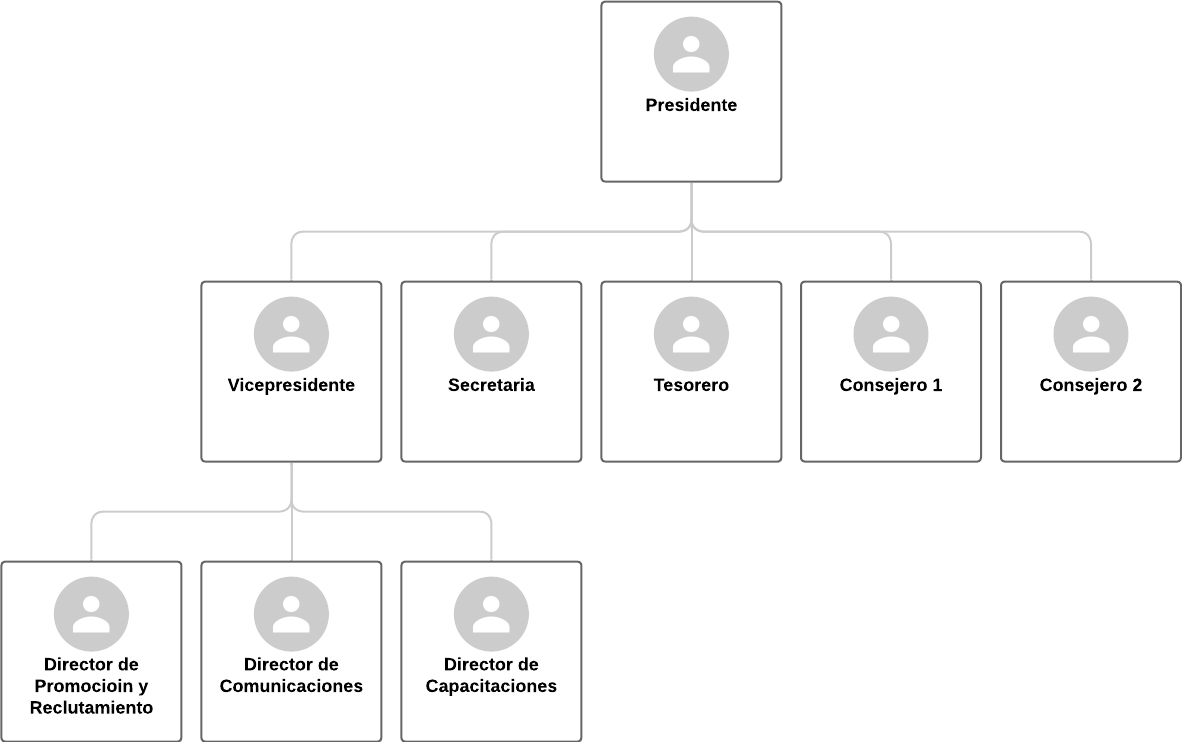 Presidente
Vicepresidente
Secretaria
Tesorero
Consejero 1
Consejero 2
Director de
Promocioin y
Reclutamiento
Director de
Comunicaciones
Director de
Capacitaciones